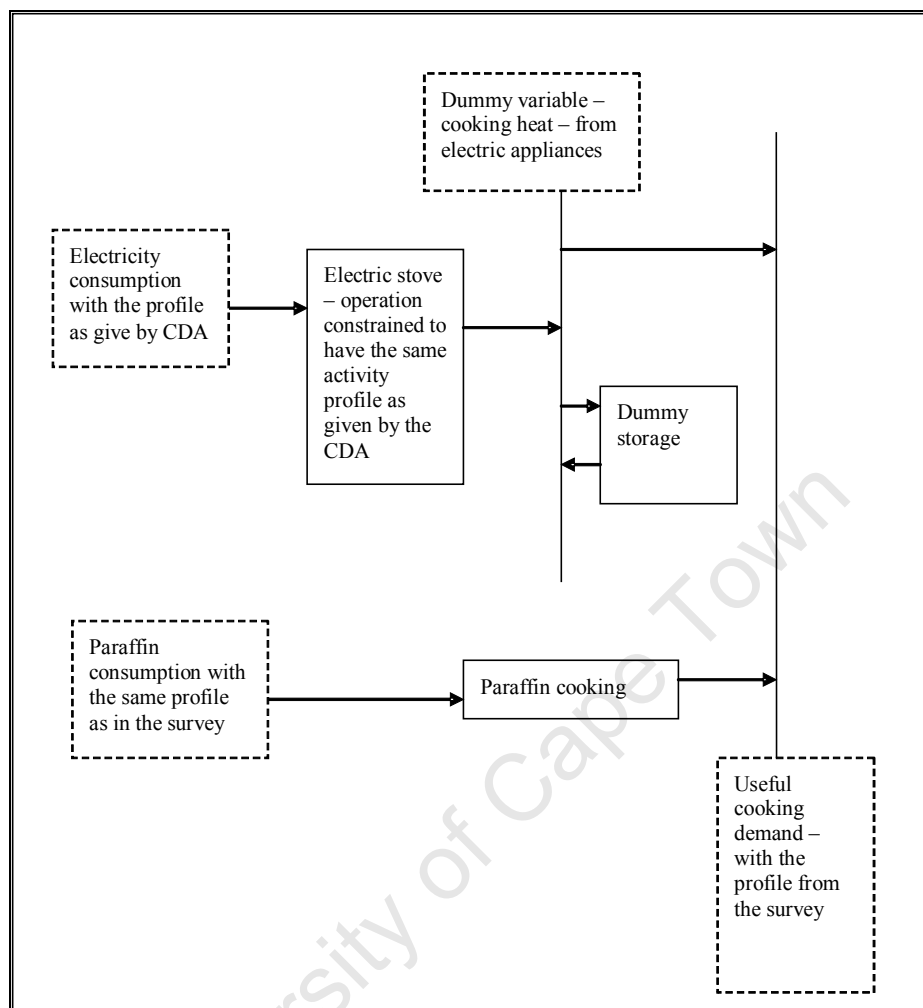 Dummy variable –
cooking heat – from
electric appliances
Electricity
consumption
with the profile
as give by CDA
Electric stove
– operation
constrained to
have the same
activity
profile as
given by the
CDA
Dummy
storage
Paraffin
consumption with
the same profile
as in the survey
Paraffin cooking
Useful
cooking
demand –
with the
profile from
the survey
ersity of Cape Town